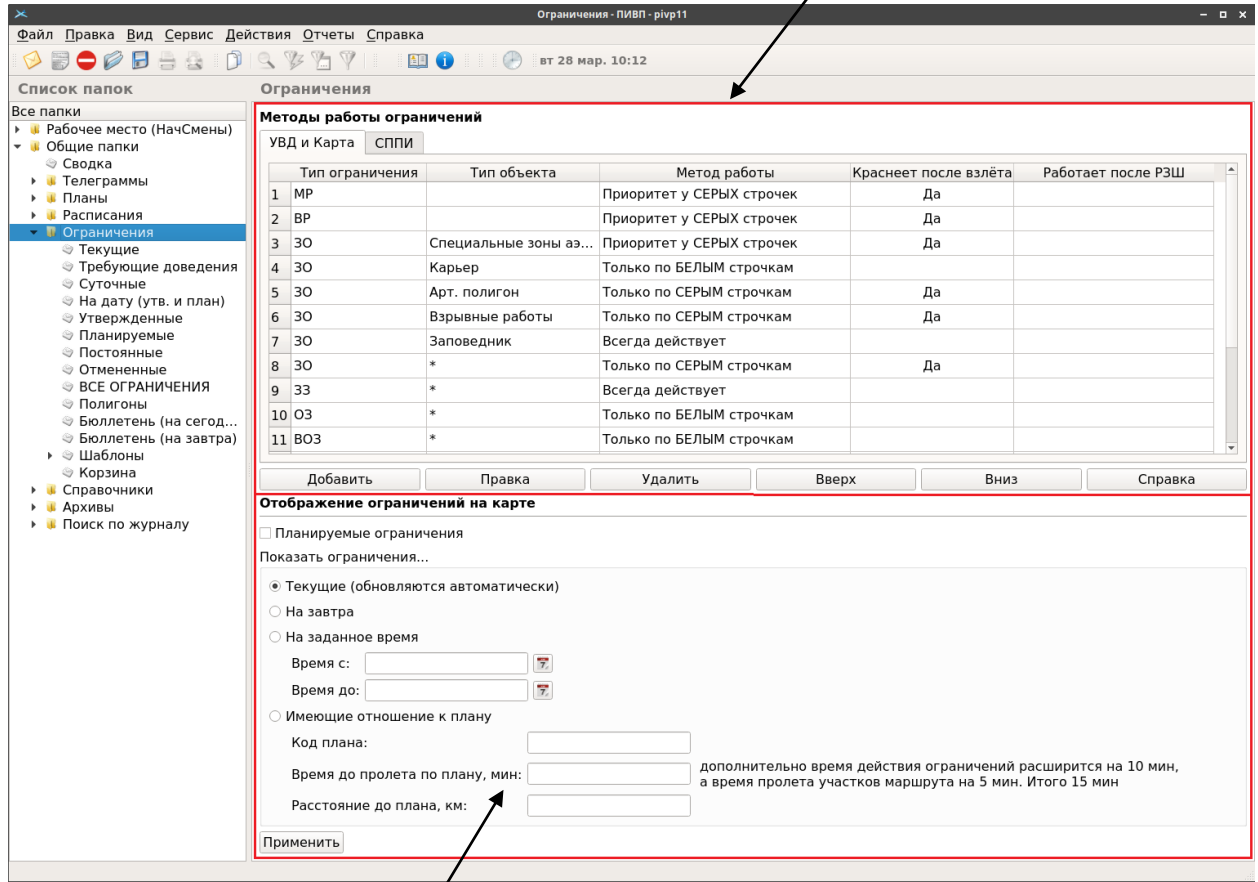 Ограничения - ПИВП - pivp11
Файл Правка Вид Сервис Действия Отчеты Справка
вт 28 мар. 10:12
Список папок
Ограничения
Все папки
Рабочее место (НачСмены)
Общие папки
Сводка
Телеграммы
Планы
Расписания
Ограничения
Текущие
Требующие доведения
Суточные
На дату (утв. и план)
Утвержденные
Планируемые
Постоянные
Отмененные
ВСЕ ОГРАНИЧЕНИЯ
Полигоны
Бюллетень (на сегод...
Бюллетень (на завтра)
Шаблоны
Корзина
Справочники
Архивы
Поиск по журналу
Методы работы ограничений
УВД и Карта СППИ
Тип ограничения Тип объекта Метод работы Краснеет после взлёта Работает после РЗШ
1 МР Приоритет у СЕРЫХ строчек Да
2 ВР Приоритет у СЕРЫХ строчек Да
3 ЗО Специальные зоны аэ... Приоритет у СЕРЫХ строчек Да
4 ЗО Карьер Только по БЕЛЫМ строчкам
5 ЗО Арт. полигон Только по СЕРЫМ строчкам Да
6 ЗО Взрывные работы Только по СЕРЫМ строчкам Да
7 ЗО Заповедник Всегда действует
8 ЗО * Только по СЕРЫМ строчкам Да
9 ЗЗ * Всегда действует
10 ОЗ * Только по БЕЛЫМ строчкам
11 ВОЗ * Только по БЕЛЫМ строчкам
Добавить Правка Удалить Вверх Вниз Справка
Отображение ограничений на карте
Планируемые ограничения
Показать ограничения...
Текущие (обновляются автоматически)
На завтра
На заданное время
Время с: 7
Время до: 7
Имеющие отношение к плану
Код плана:
Время до пролета по плану, мин: дополнительно время действия ограничений расширится на 10 мин,
а время пролета участков маршрута на 5 мин. Итого 15 мин
Расстояние до плана, км:
Применить